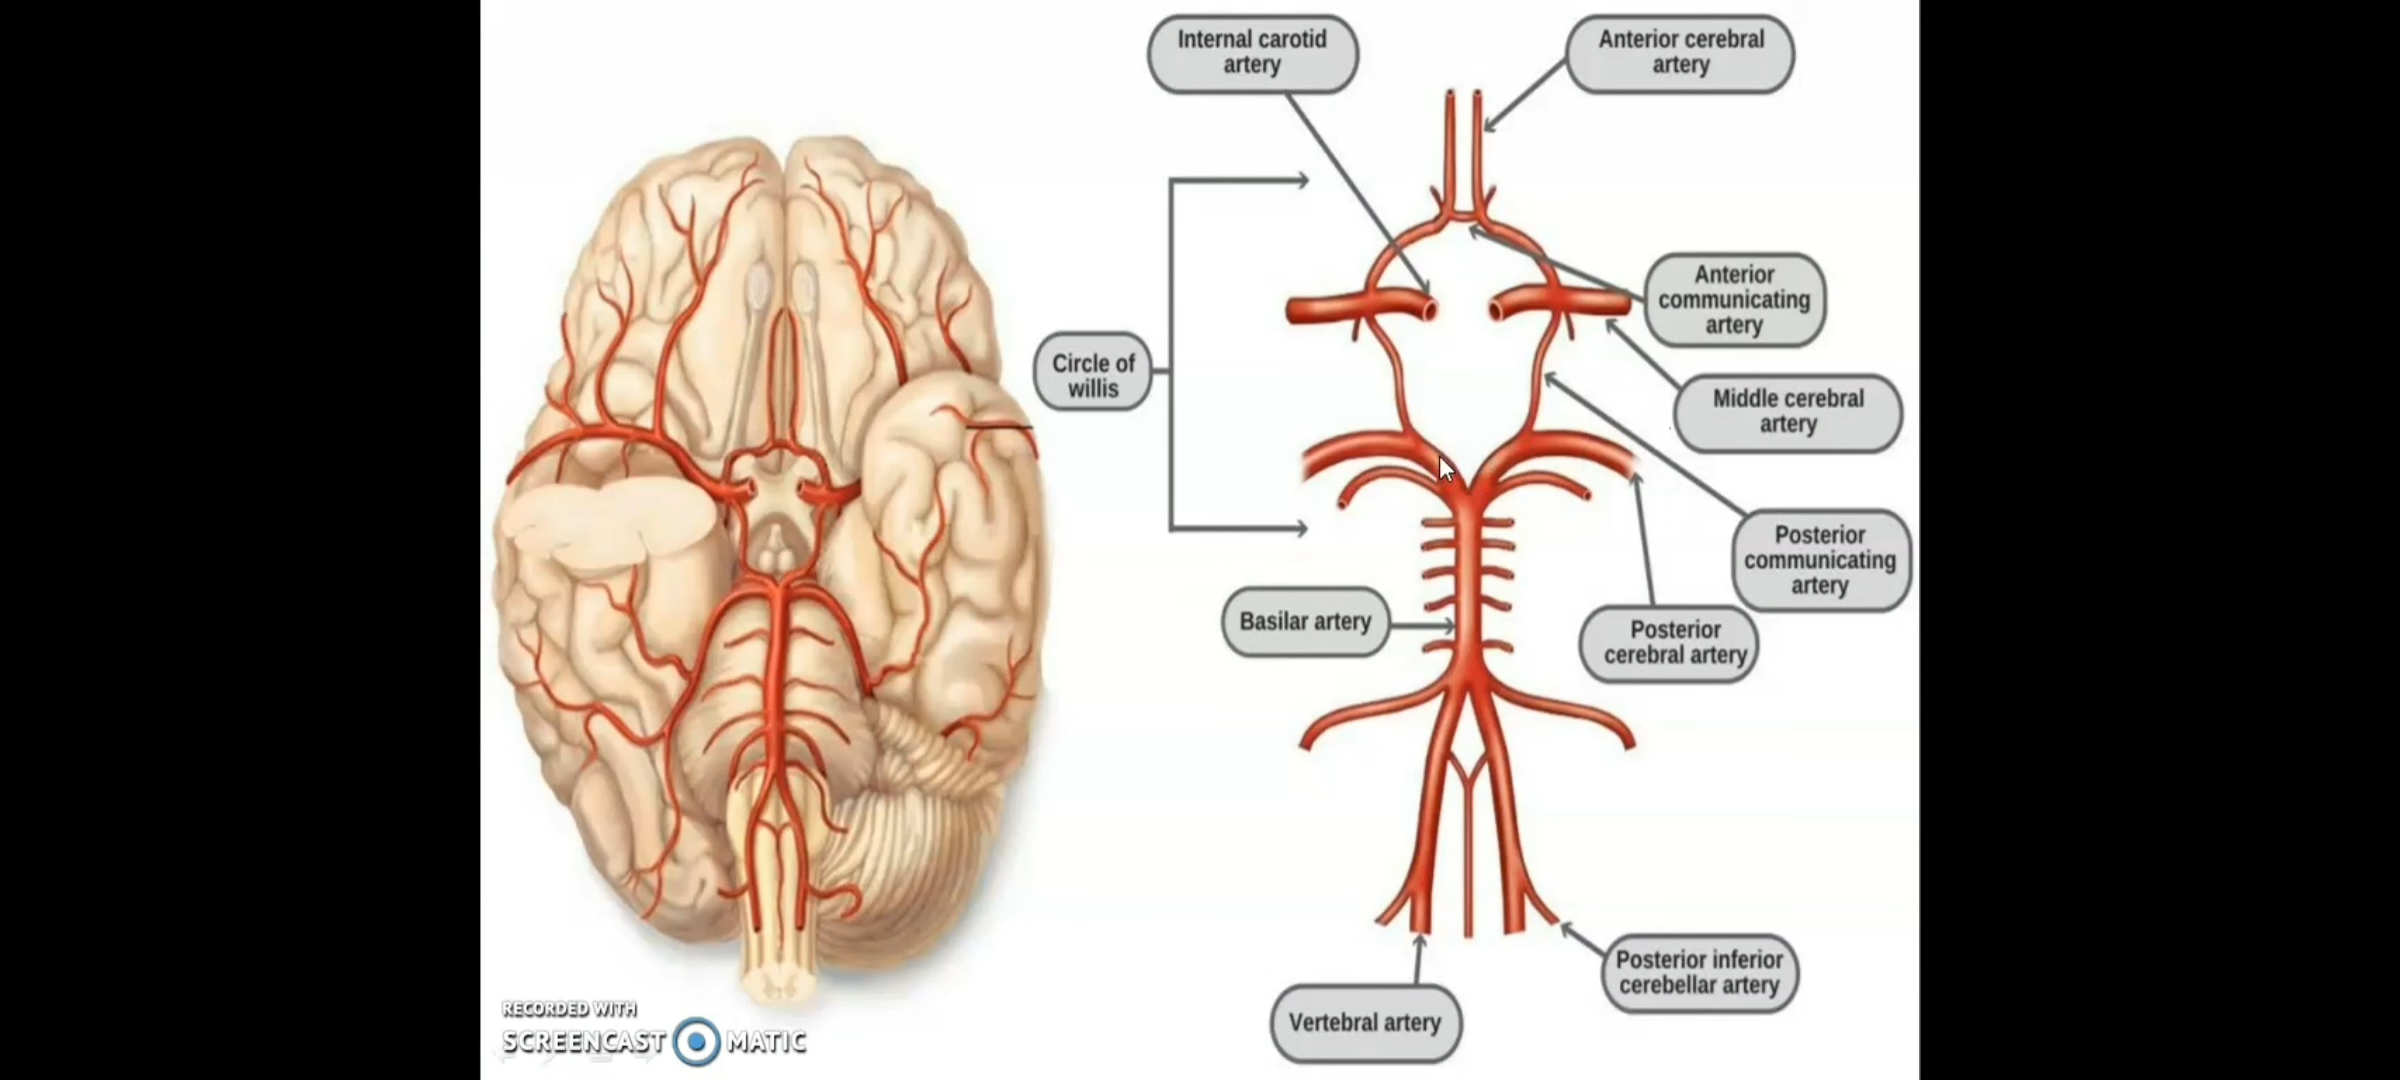 Internal carotid
artery
Anterior cerebral
artery
Anterior
communicating
artery
Circle of
willis
Middle cerebral
artery
Posterior
communicating
artery
Basilar artery
Posterior
cerebral artery
Posterior inferior
cerebellar artery
Vertebral artery
RECORDED WITH
SCREENCAST MATIC